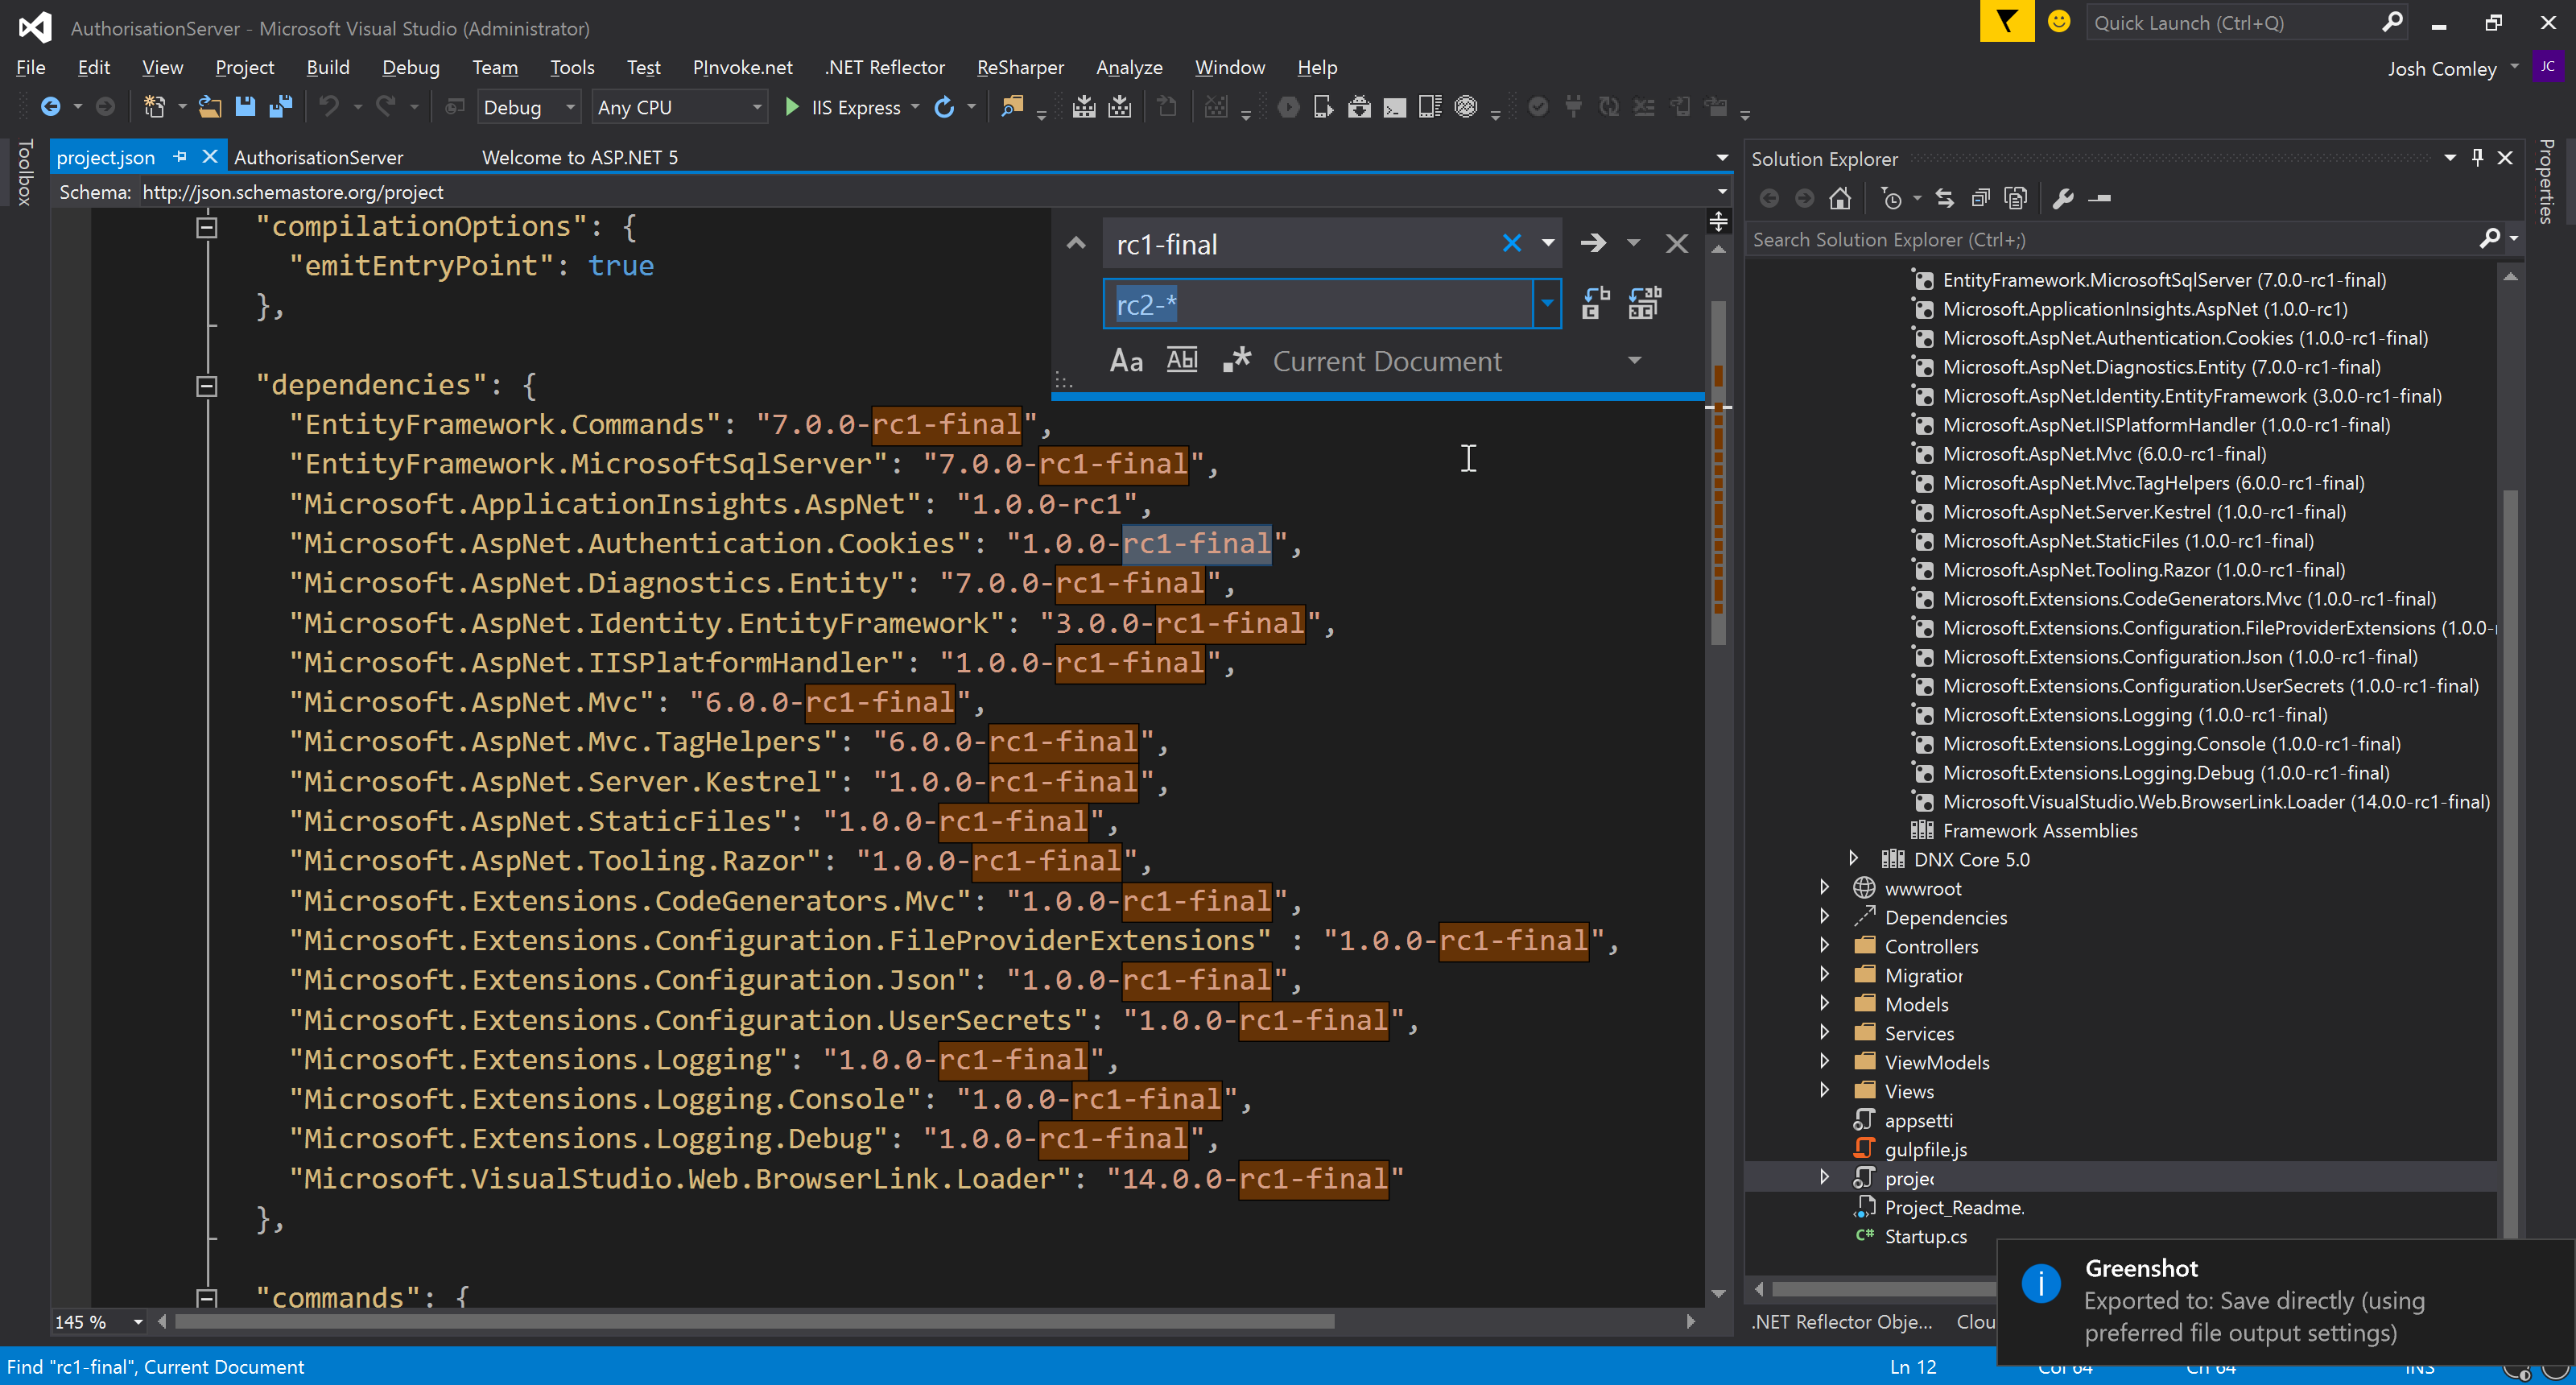 AuthorisationServer - Microsoft Visual Studio (Administrator)
Quick Launch (Ctrl+Q)
File Edit View Project Build Debug Team Tools Test PInvoke.net .NET Reflector ReSharper Analyze Window Help
Josh Comley JC
Debug Any CPU IIS Express
Toolbox
project.json AuthorisationServer Welcome to ASP.NET 5
Schema: http://json.schemastore.org/project
rc1-final
rc2-*
Aa Abl .* Current Document
"compilationOptions": {
"emitEntryPoint": true
},
"dependencies": {
"EntityFramework.Commands": "7.0.0-rc1-final",
"EntityFramework.MicrosoftSqlServer": "7.0.0-rc1-final",
"Microsoft.ApplicationInsights.AspNet": "1.0.0-rc1",
"Microsoft.AspNet.Authentication.Cookies": "1.0.0-rc1-final",
"Microsoft.AspNet.Diagnostics.Entity": "7.0.0-rc1-final",
"Microsoft.AspNet.Identity.EntityFramework": "3.0.0-rc1-final",
"Microsoft.AspNet.IISPlatformHandler": "1.0.0-rc1-final",
"Microsoft.AspNet.Mvc": "6.0.0-rc1-final",
"Microsoft.AspNet.Mvc.TagHelpers": "6.0.0-rc1-final",
"Microsoft.AspNet.Server.Kestrel": "1.0.0-rc1-final",
"Microsoft.AspNet.StaticFiles": "1.0.0-rc1-final",
"Microsoft.AspNet.Tooling.Razor": "1.0.0-rc1-final",
"Microsoft.Extensions.CodeGenerators.Mvc": "1.0.0-rc1-final",
"Microsoft.Extensions.Configuration.FileProviderExtensions" : "1.0.0-rc1-final",
"Microsoft.Extensions.Configuration.Json": "1.0.0-rc1-final",
"Microsoft.Extensions.Configuration.UserSecrets": "1.0.0-rc1-final",
"Microsoft.Extensions.Logging": "1.0.0-rc1-final",
"Microsoft.Extensions.Logging.Console": "1.0.0-rc1-final",
"Microsoft.Extensions.Logging.Debug": "1.0.0-rc1-final",
"Microsoft.VisualStudio.Web.BrowserLink.Loader": "14.0.0-rc1-final"
},
"commands": {
145 %
Solution Explorer
Properties
Search Solution Explorer (Ctrl+;)
EntityFramework.MicrosoftSqlServer (7.0.0-rc1-final)
Microsoft.ApplicationInsights.AspNet (1.0.0-rc1)
Microsoft.AspNet.Authentication.Cookies (1.0.0-rc1-final)
Microsoft.AspNet.Diagnostics.Entity (7.0.0-rc1-final)
Microsoft.AspNet.Identity.EntityFramework (3.0.0-rc1-final)
Microsoft.AspNet.IISPlatformHandler (1.0.0-rc1-final)
Microsoft.AspNet.Mvc (6.0.0-rc1-final)
Microsoft.AspNet.Mvc.TagHelpers (6.0.0-rc1-final)
Microsoft.AspNet.Server.Kestrel (1.0.0-rc1-final)
Microsoft.AspNet.StaticFiles (1.0.0-rc1-final)
Microsoft.AspNet.Tooling.Razor (1.0.0-rc1-final)
Microsoft.Extensions.CodeGenerators.Mvc (1.0.0-rc1-final)
Microsoft.Extensions.Configuration.FileProviderExtensions (1.0.0-
Microsoft.Extensions.Configuration.Json (1.0.0-rc1-final)
Microsoft.Extensions.Configuration.UserSecrets (1.0.0-rc1-final)
Microsoft.Extensions.Logging (1.0.0-rc1-final)
Microsoft.Extensions.Logging.Console (1.0.0-rc1-final)
Microsoft.Extensions.Logging.Debug (1.0.0-rc1-final)
Microsoft.VisualStudio.Web.BrowserLink.Loader (14.0.0-rc1-final)
Framework Assemblies
DNX Core 5.0
wwwroot
Dependencies
Controllers
Migration
Models
Services
ViewModels
Views
appsetti
gulpfile.js
projec
Project_Readme.
C# Startup.cs
.NET Reflector Obje... Clou
Greenshot
Exported to: Save directly (using
preferred file output settings)
Find "rc1-final", Current Document
Ln 12 Col 64 Ch 64 INS